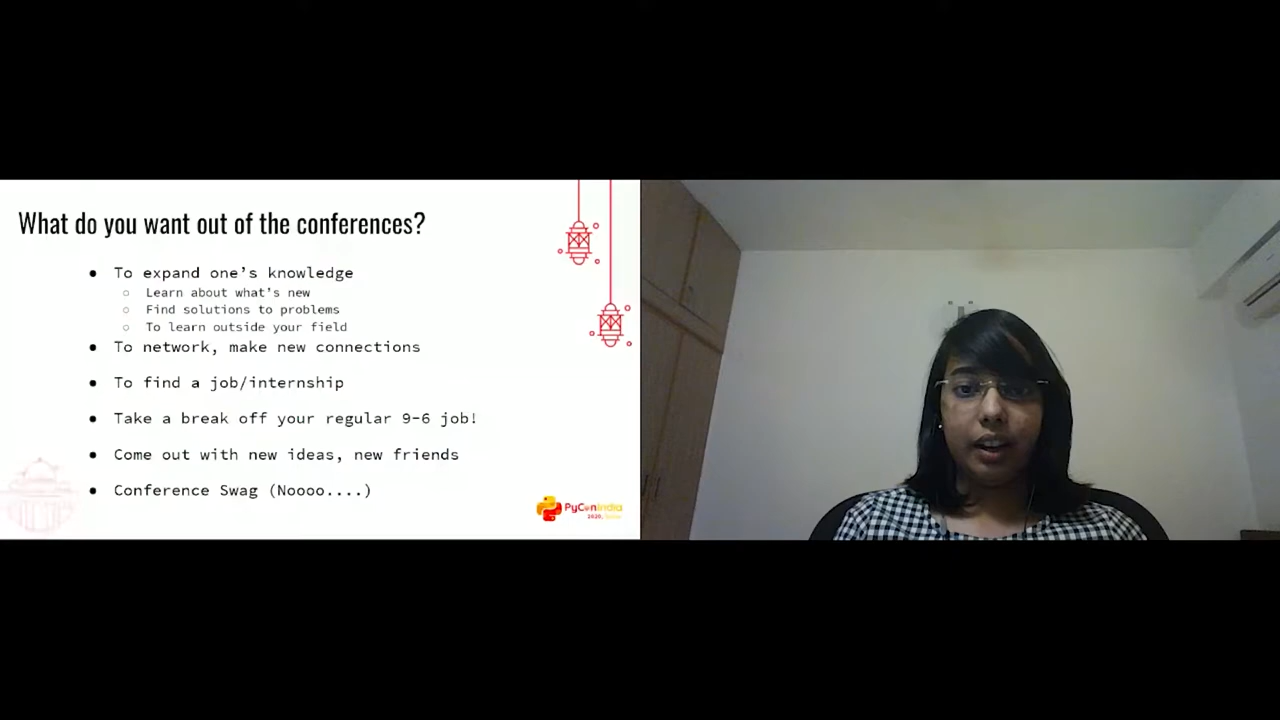 What do you want out of the conferences?
● To expand one's knowledge
○ Learn about what's new
○ Find solutions to problems
○ To learn outside your field
● To network, make new connections
● To find a job/internship
● Take a break off your regular 9-6 job!
● Come out with new ideas, new friends
● Conference Swag (Noooo....)
PyConIndia
2020, Online